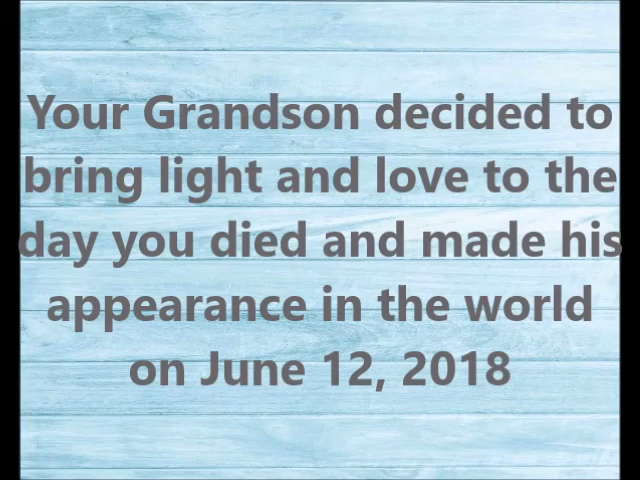 Your Grandson decided to
bring light and love to the
day you died and made his
appearance in the world
on June 12, 2018